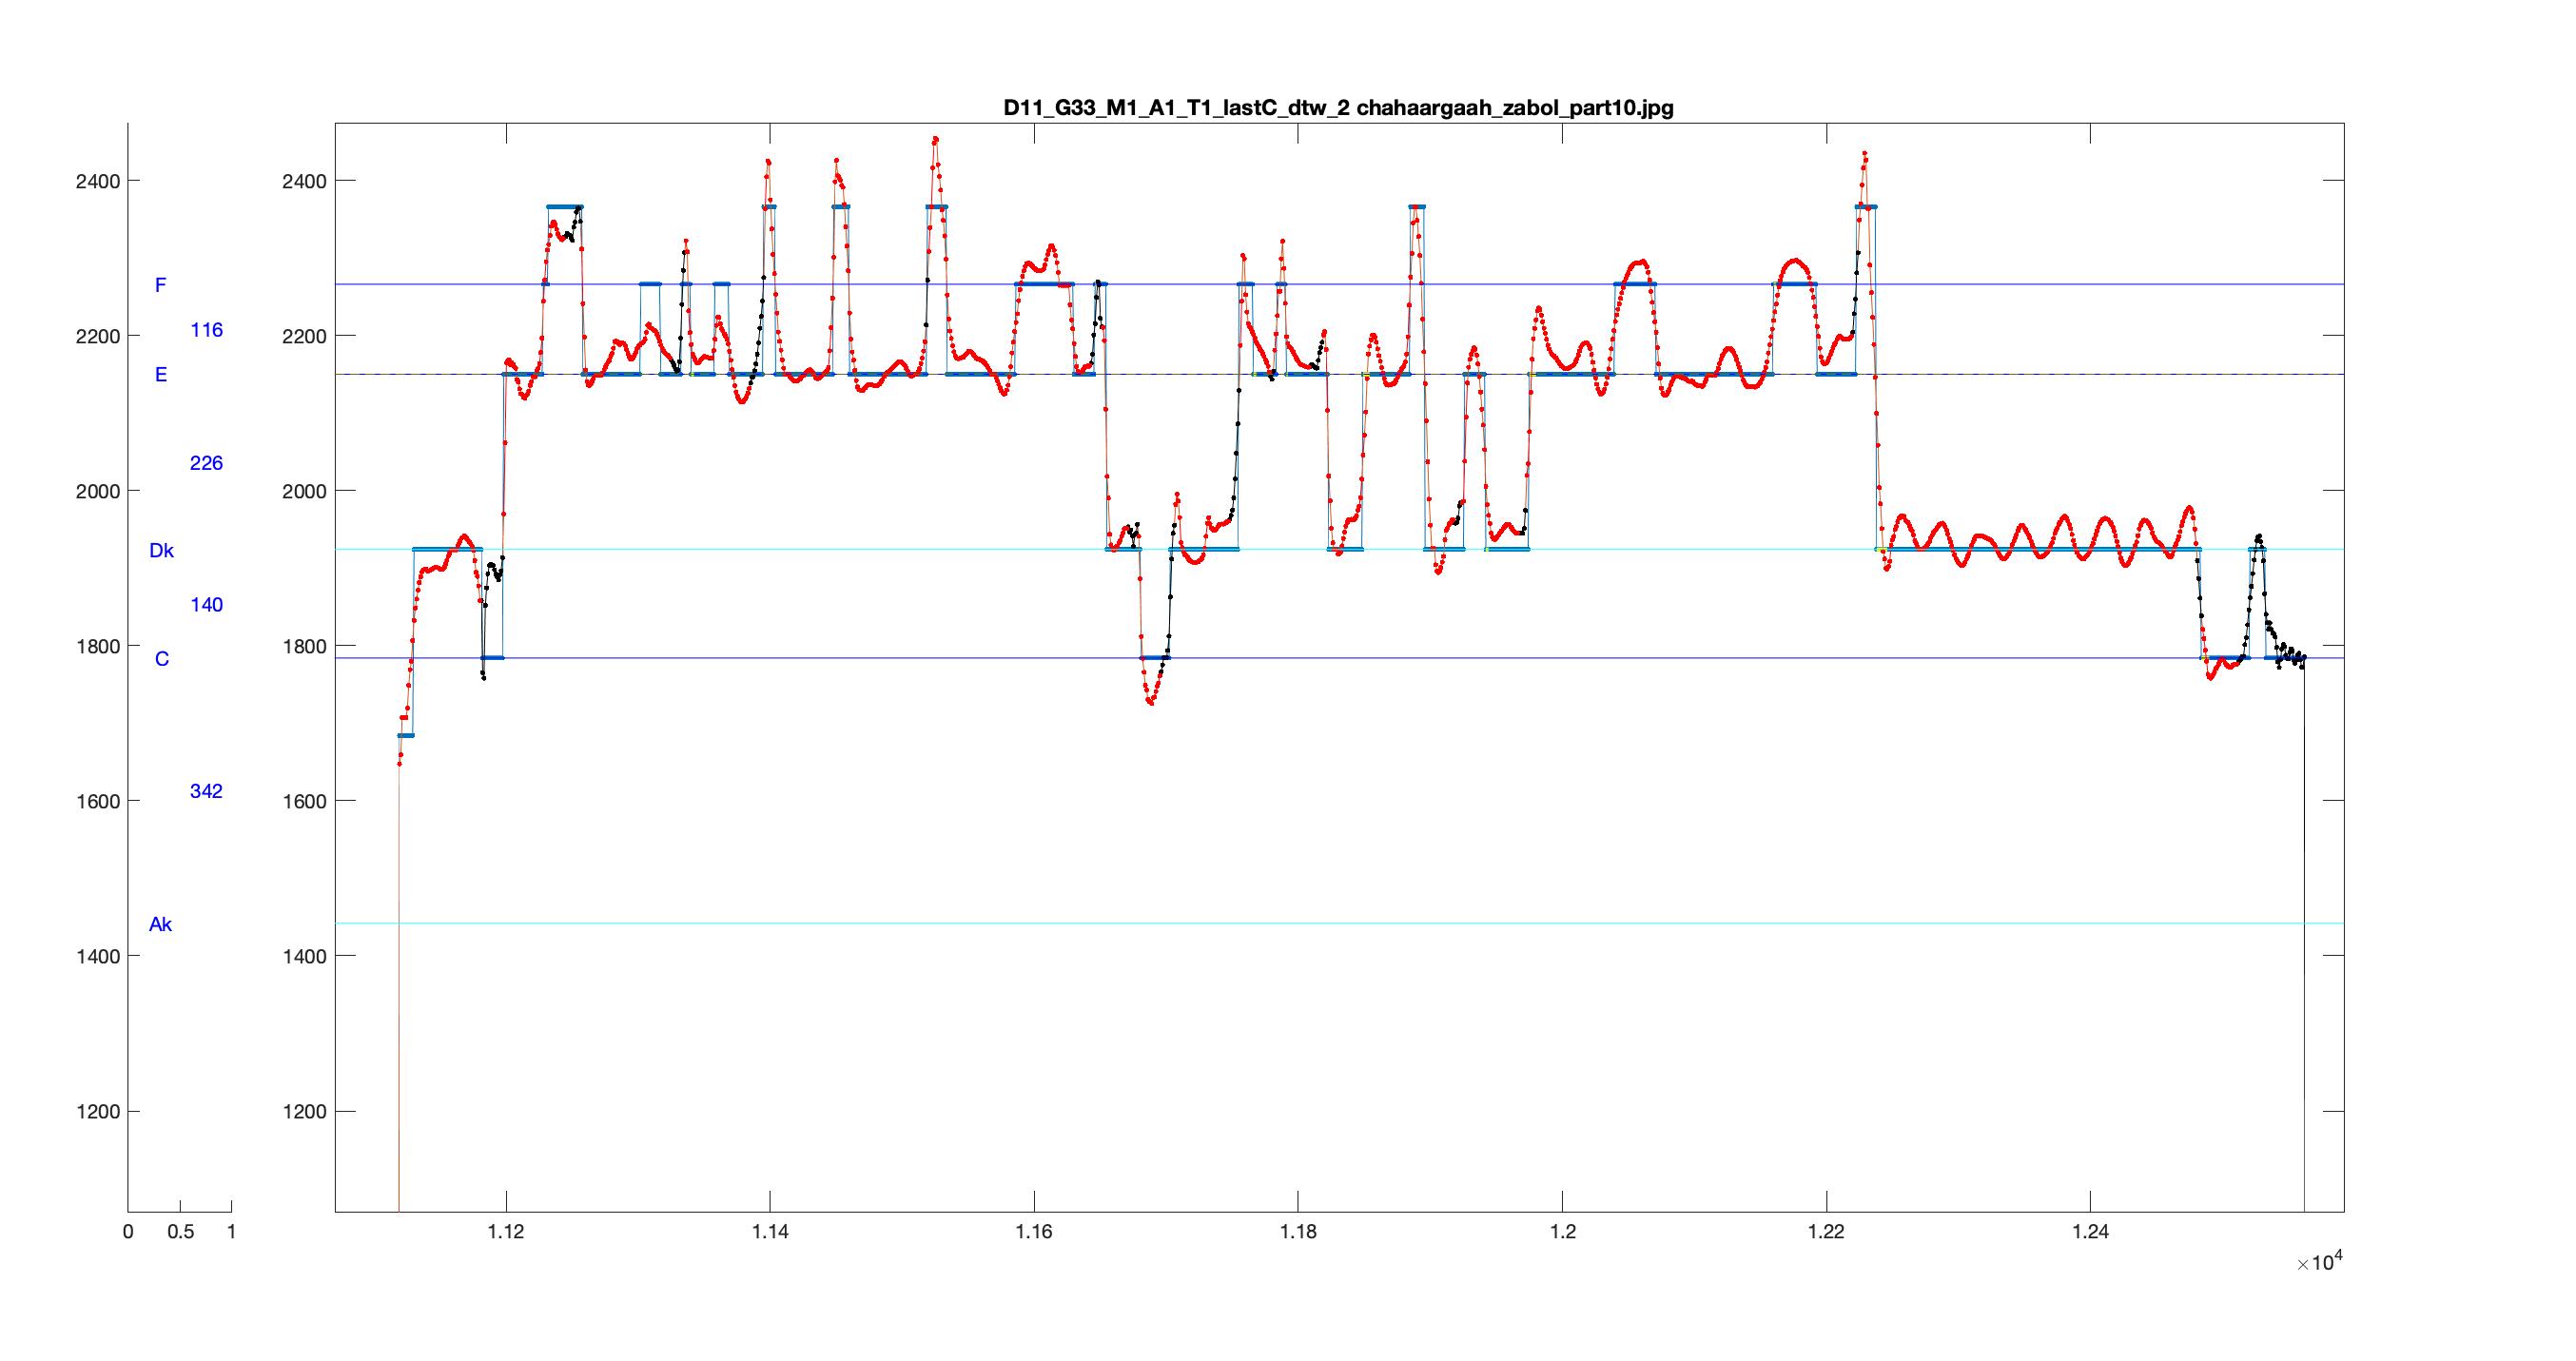 D11_G33_M1_A1_T1_lastC_dtw_2 chahaargaah_zabol_part10.jpg
2400 2400
F
116
2200 2200
E
226
2000 2000
Dk
140
1800 1800
C
342
1600 1600
Ak
1400 1400
1200 1200
0 0.5 1 1.12 1.14 1.16 1.18 1.2 1.22 1.24
×10⁴